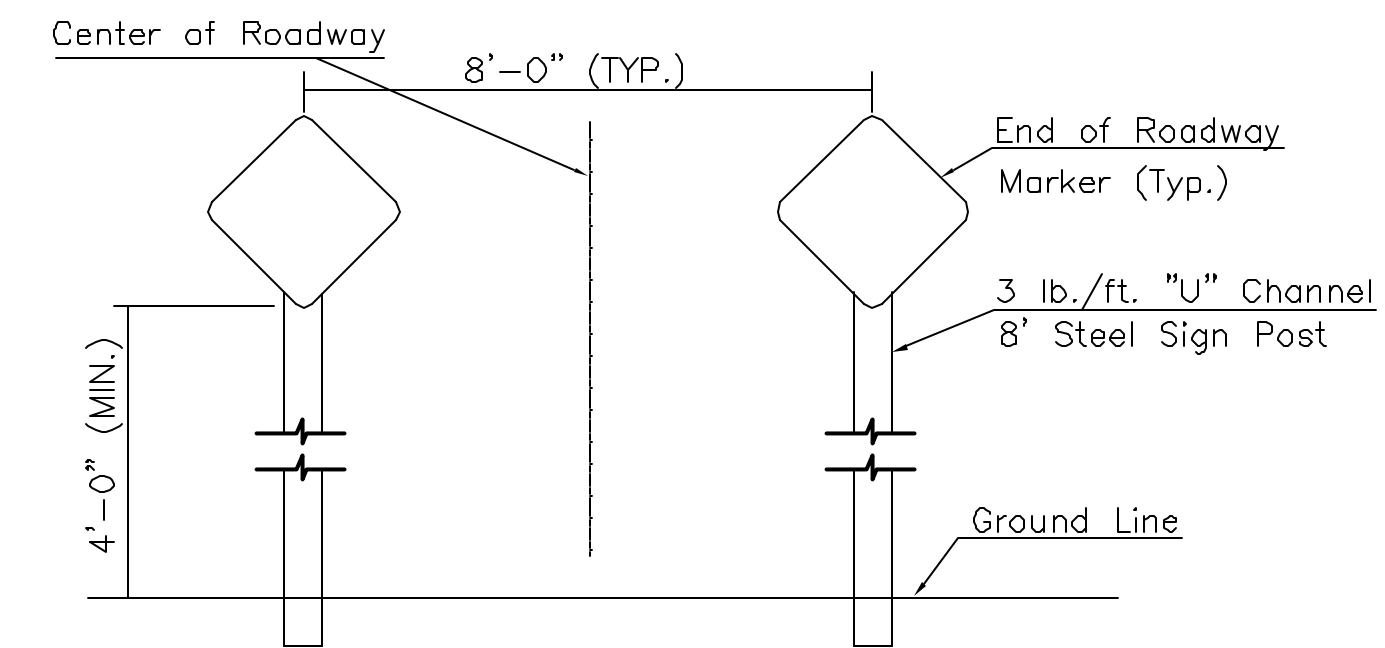 Center of Roadway
8'-0" (TYP.)
End of Roadway
Marker (Typ.)
3 lb./ft. "U" Channel
8' Steel Sign Post
4'-0" (MIN.)
Ground Line